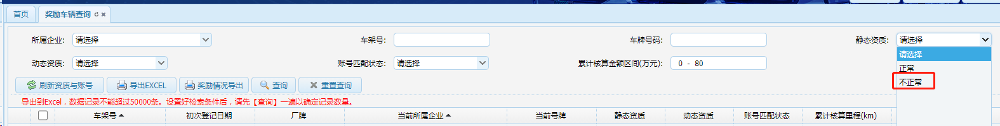 首页 奖励车辆查询
所属企业: 请选择 车架号: 车牌号码: 静态资质: 请选择
请选择
动态资质: 请选择 账号匹配状态: 请选择 累计核算金额区间(万元): 0 - 80 正常
不正常
刷新资质与账号 导出EXCEL 奖励情况导出 查询 重置查询
导出到Excel，数据记录不能超过50000条。设置好检索条件后，请先【查询】一遍以确定记录数量。
车架号 初次登记日期 厂牌 当前所属企业 当前号牌 静态资质 动态资质 账号匹配状态 累计核算里程(km)